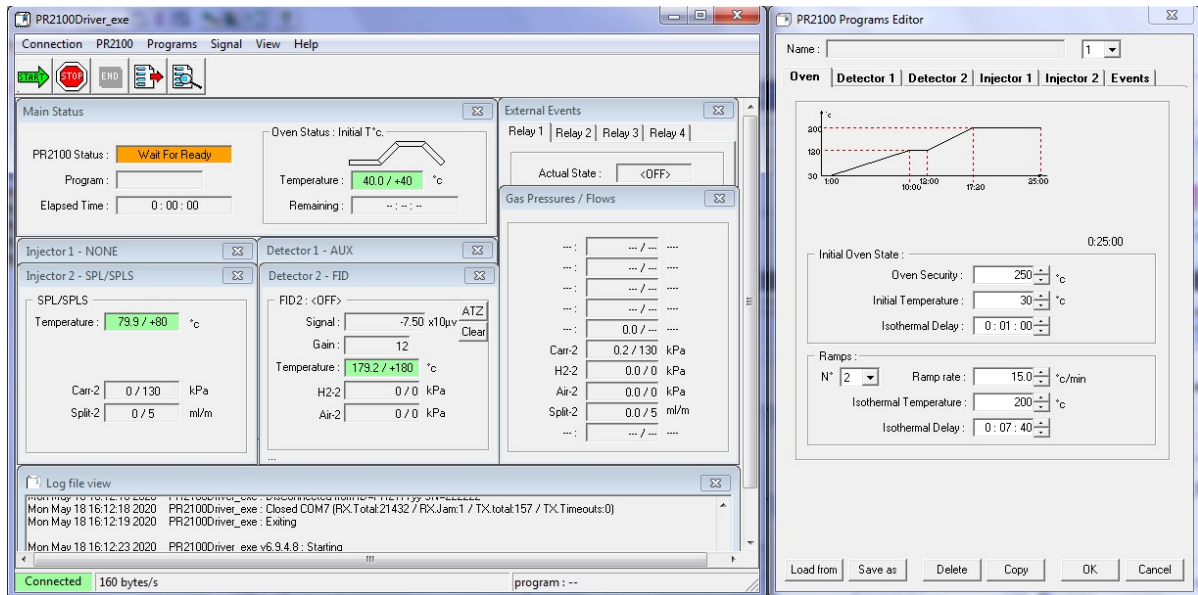 PR2100Driver_exe
Connection PR2100 Programs Signal View Help
START STOP END
Main Status
PR2100 Status : Wait For Ready
Program :
Elapsed Time : 0 : 00 : 00
Oven Status : Initial T°c.
Temperature : 40.0 / +40 °c
Remaining : -- : -- : --
External Events
Relay 1 Relay 2 Relay 3 Relay 4
Actual State : <OFF>
Gas Pressures / Flows
--- : --- / --- ----
--- : --- / --- ----
--- : --- / --- ----
--- : --- / --- ----
--- : 0.0 / --- ----
Carr-2 0.2 / 130 kPa
H2-2 0.0 / 0 kPa
Air-2 0.0 / 0 kPa
Split-2 0.0 / 5 ml/m
--- : --- / --- ----
Injector 1 - NONE
Injector 2 - SPL/SPLS
SPL/SPLS
Temperature : 79.9 / +80 °c
Carr-2 0 / 130 kPa
Split-2 0 / 5 ml/m
Detector 1 - AUX
Detector 2 - FID
FID2 : <OFF>
Signal : -7.50 x10µv
ATZ
Clear
Gain : 12
Temperature : 179.2 / +180 °c
H2-2 0 / 0 kPa
Air-2 0 / 0 kPa
...
Log file view
Mon May 18 16:12:18 2020 PR2100Driver_exe : Closed COM7 (RX.Total:21432 / RX.Jam:1 / TX.total:157 / TX.Timeouts:0)
Mon May 18 16:12:19 2020 PR2100Driver_exe : Exiting
Mon May 18 16:12:23 2020 PR2100Driver_exe v6.9.4.8 : Starting
Connected 160 bytes/s program : --
PR2100 Programs Editor
Name : 1
Oven Detector 1 Detector 2 Injector 1 Injector 2 Events
°c
200
120
30
1:00 10:00 12:00 17:20 25:00
0:25:00
Initial Oven State :
Oven Security : 250 °c
Initial Temperature : 30 °c
Isothermal Delay : 0 : 01 : 00
Ramps :
N° 2 Ramp rate : 15.0 °c/min
Isothermal Temperature : 200 °c
Isothermal Delay : 0 : 07 : 40
Load from Save as Delete Copy OK Cancel